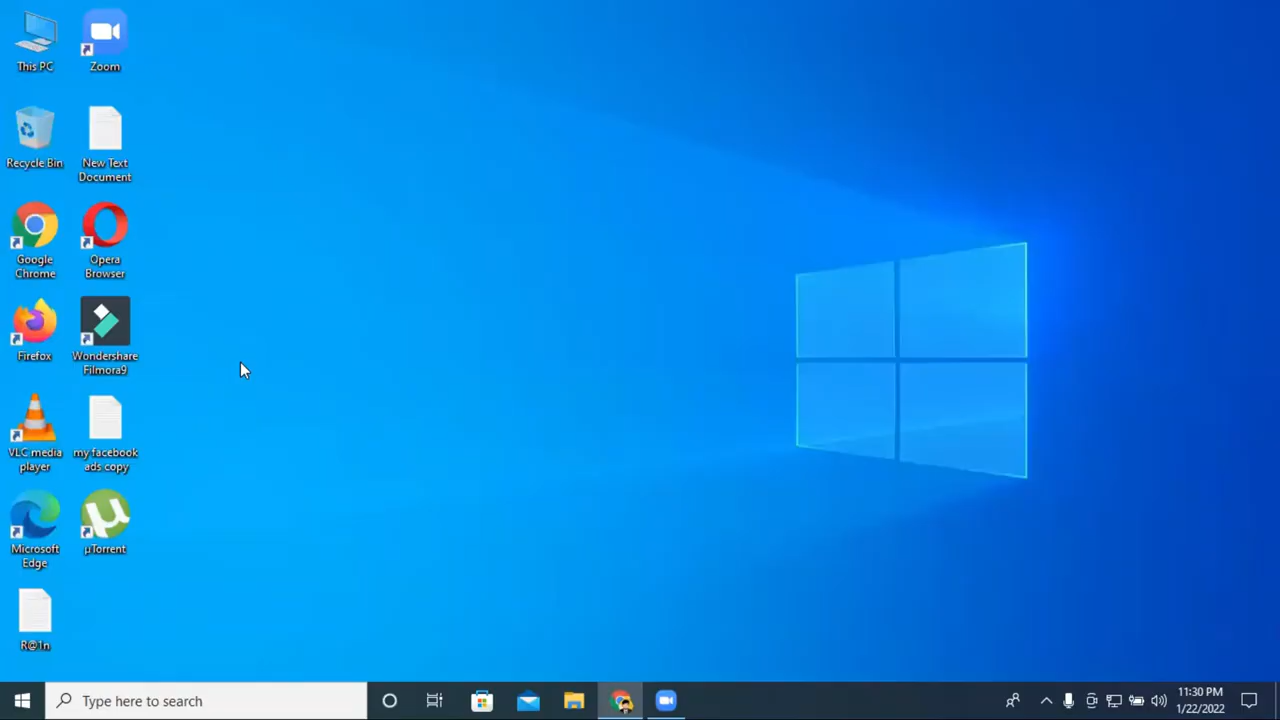 This PC
Zoom
Recycle Bin
New Text
Document
Google
Chrome
Opera
Browser
Firefox
Wondershare
Filmora9
VLC media
player
my facebook
ads copy
Microsoft
Edge
µTorrent
R@1n
Type here to search
11:30 PM
1/22/2022